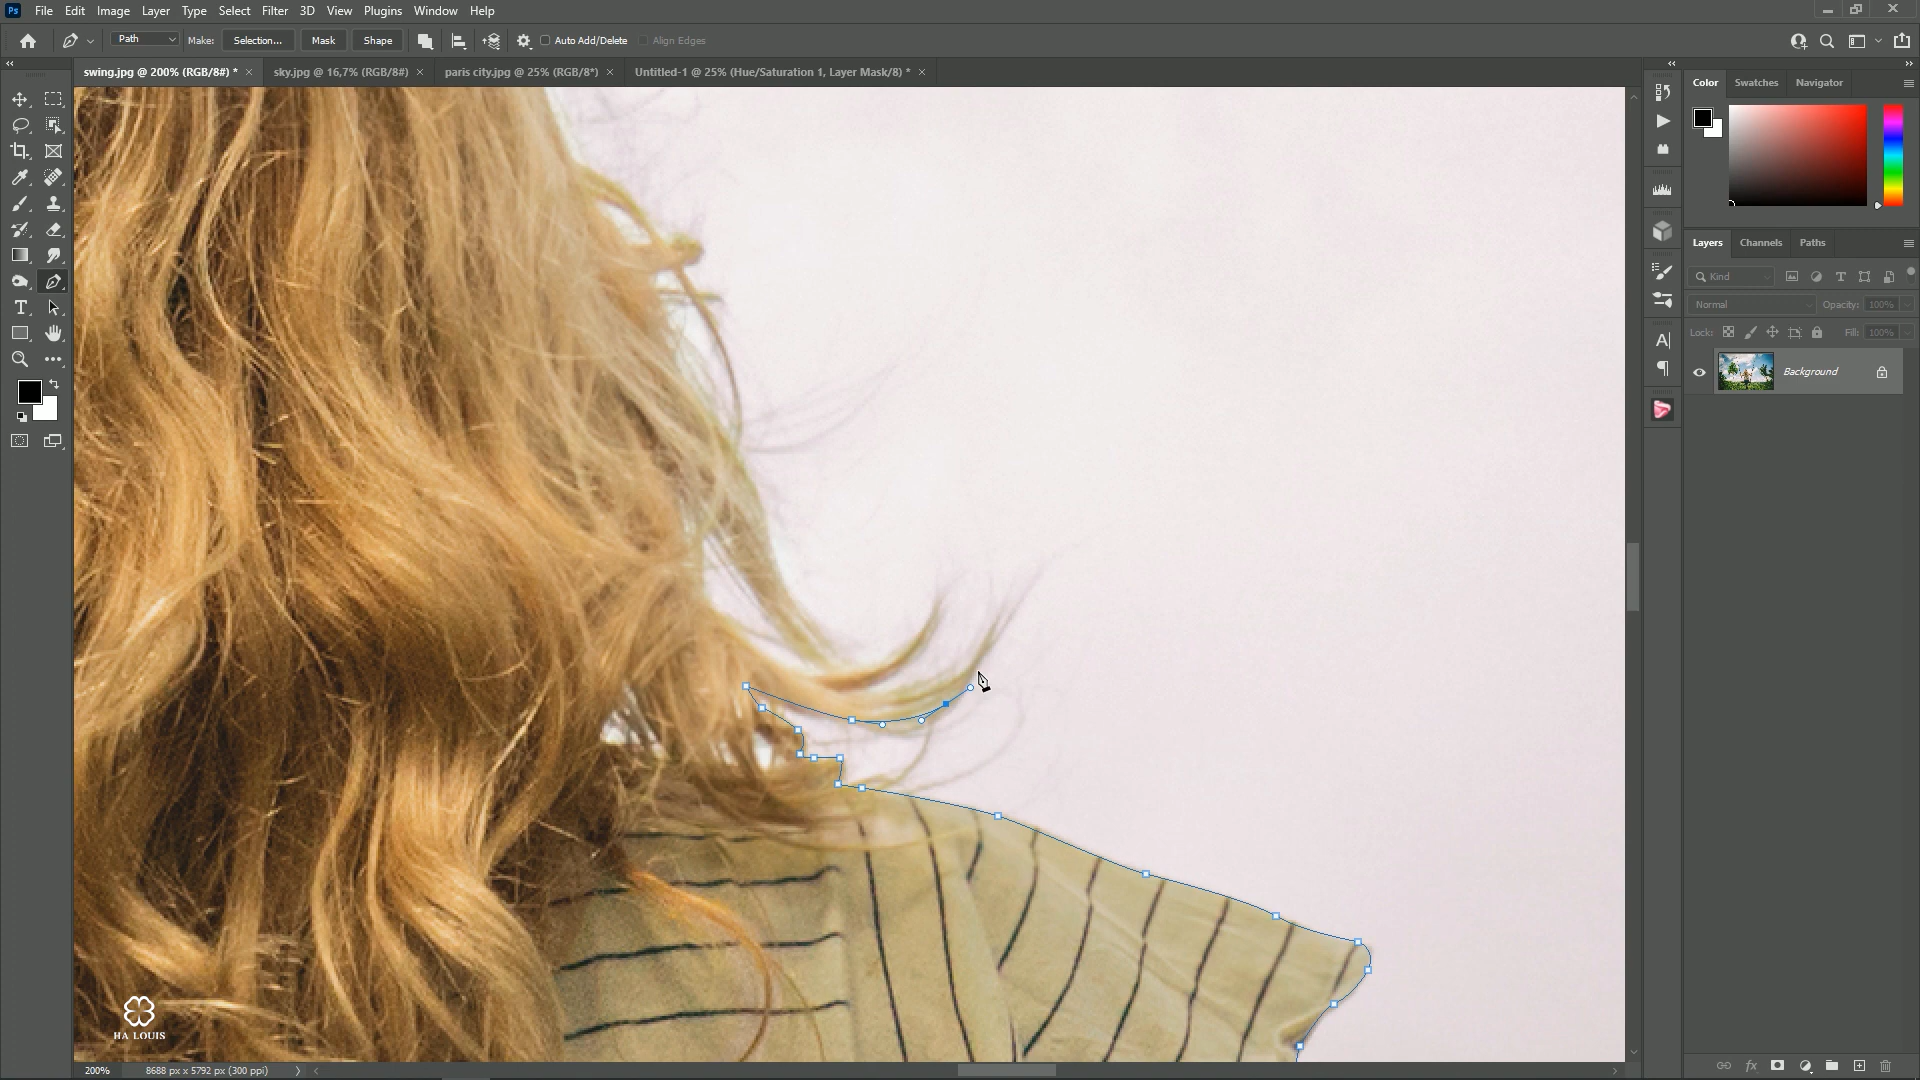 Ps File Edit Image Layer Type Select Filter 3D View Plugins Window Help
Path Make: Selection... Mask Shape Auto Add/Delete Align Edges
swing.jpg @ 200% (RGB/8#) * sky.jpg @ 16,7% (RGB/8#) paris city.jpg @ 25% (RGB/8*) Untitled-1 @ 25% (Hue/Saturation 1, Layer Mask/8) *
Color Swatches Navigator
Layers Channels Paths
Kind
Normal Opacity: 100%
Lock: Fill: 100%
Background
HA LOUIS
200% 8688 px x 5792 px (300 ppi)